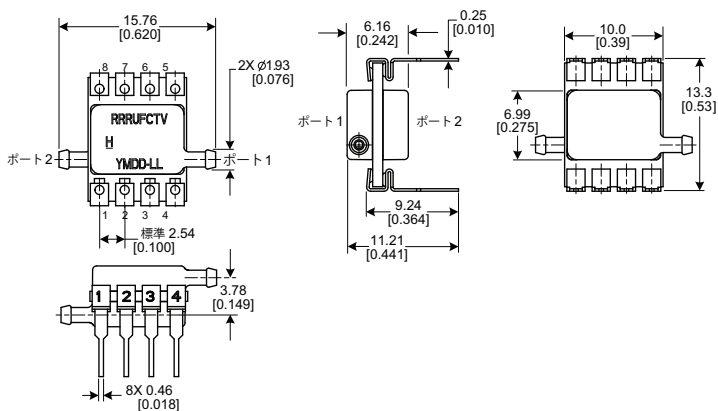 15.76
[0.620]
8 7 6 5
2X Ø1.93
[0.076]
RRRUFCTV
H
YMDD-LL
ポート 2
ポート 1
1 2 3 4
標準 2.54
[0.100]
6.16
[0.242]
0.25
[0.010]
ポート 1
ポート 2
9.24
[0.364]
11.21
[0.441]
10.0
[0.39]
6.99
[0.275]
13.3
[0.53]
1 2 3 4
3.78
[0.149]
8X 0.46
[0.018]